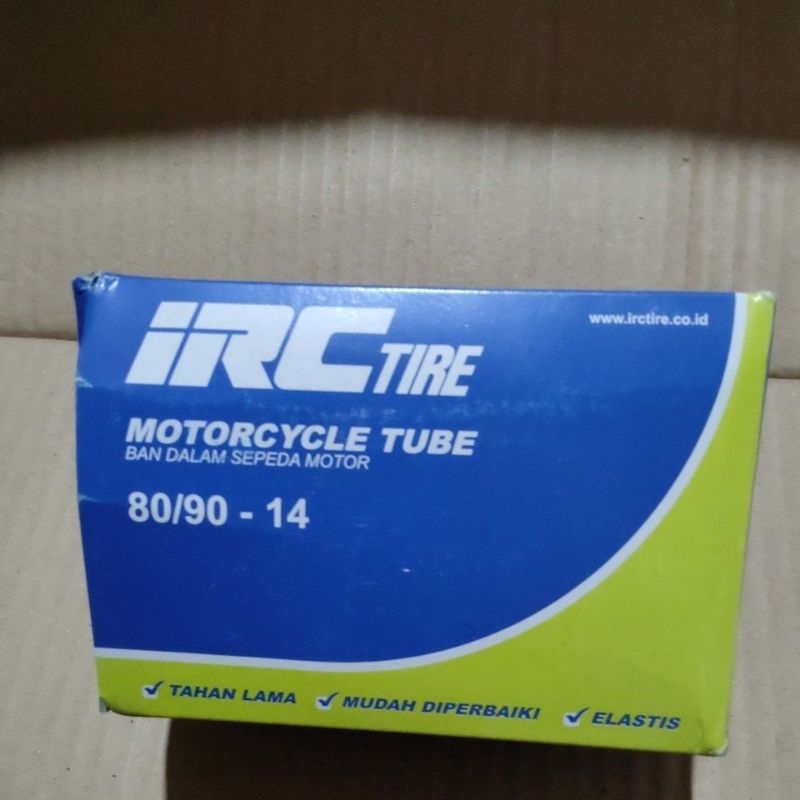 iRC TIRE
www.irctire.co.id
MOTORCYCLE TUBE
BAN DALAM SEPEDA MOTOR
80/90 - 14
TAHAN LAMA MUDAH DIPERBAIKI ELASTIS